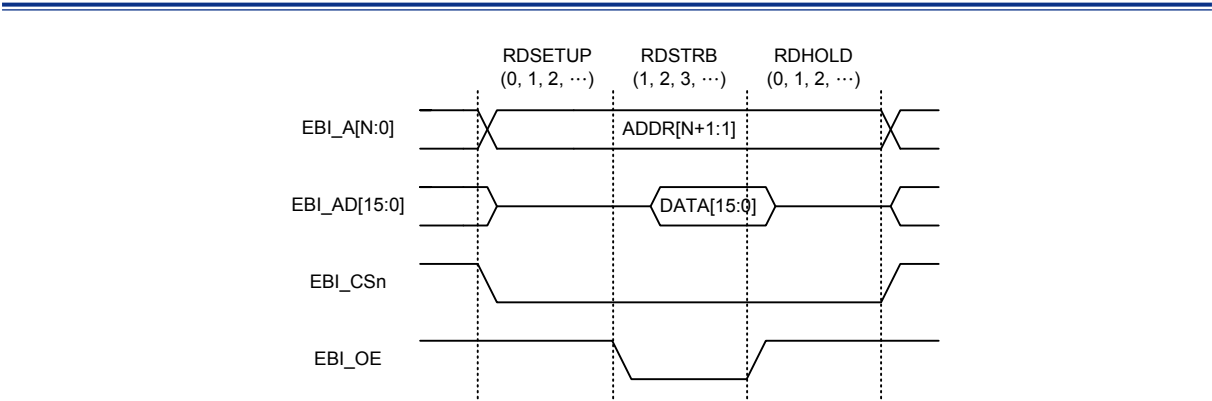 RDSETUP RDSTRB RDHOLD
(0, 1, 2, ⋯) (1, 2, 3, ⋯) (0, 1, 2, ⋯)
EBI_A[N:0] ADDR[N+1:1]
EBI_AD[15:0] DATA[15:0]
EBI_CSn
EBI_OE